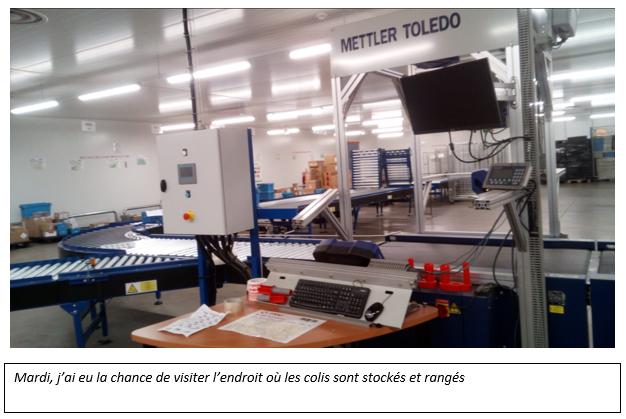 METTLER TOLEDO
Mardi, j'ai eu la chance de visiter l'endroit où les colis sont stockés et rangés